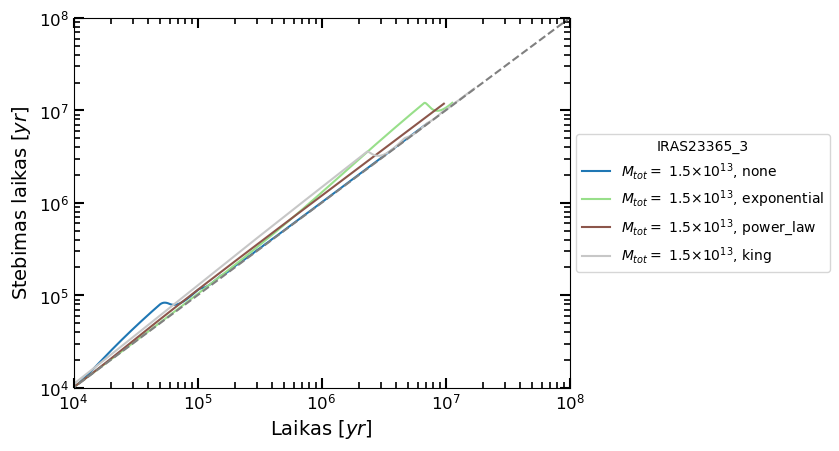 10^8
10^7
10^6
10^5
10^4
Stebimas laikas [yr]
10^4 10^5 10^6 10^7 10^8
Laikas [yr]
IRAS23365_3
M_tot = 1.5×10^13, none
M_tot = 1.5×10^13, exponential
M_tot = 1.5×10^13, power_law
M_tot = 1.5×10^13, king